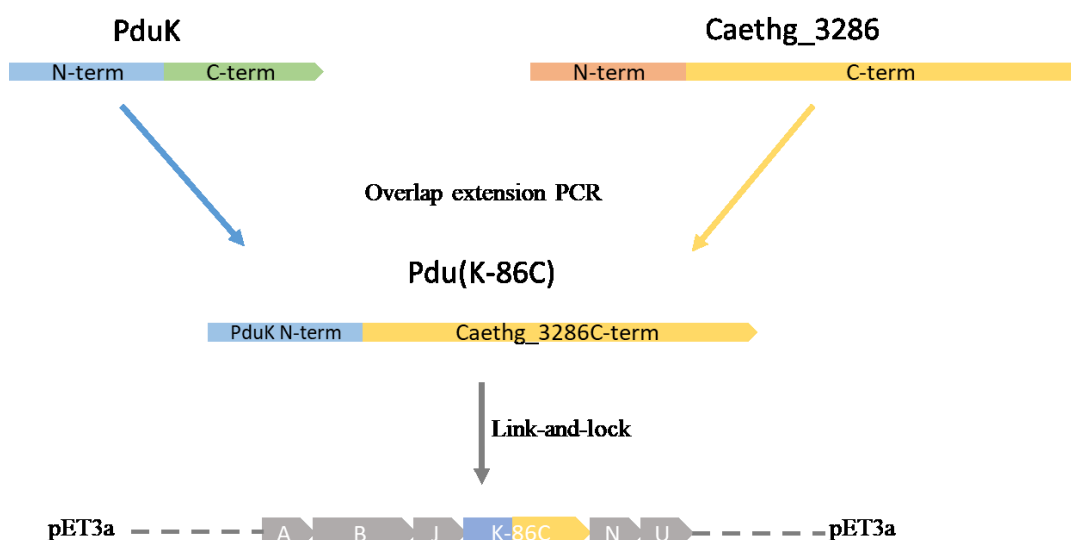 PduK
Caethg_3286
N-term C-term
N-term C-term
Overlap extension PCR
Pdu(K-86C)
PduK N-term Caethg_3286C-term
Link-and-lock
pET3a A B J K-86C N U pET3a